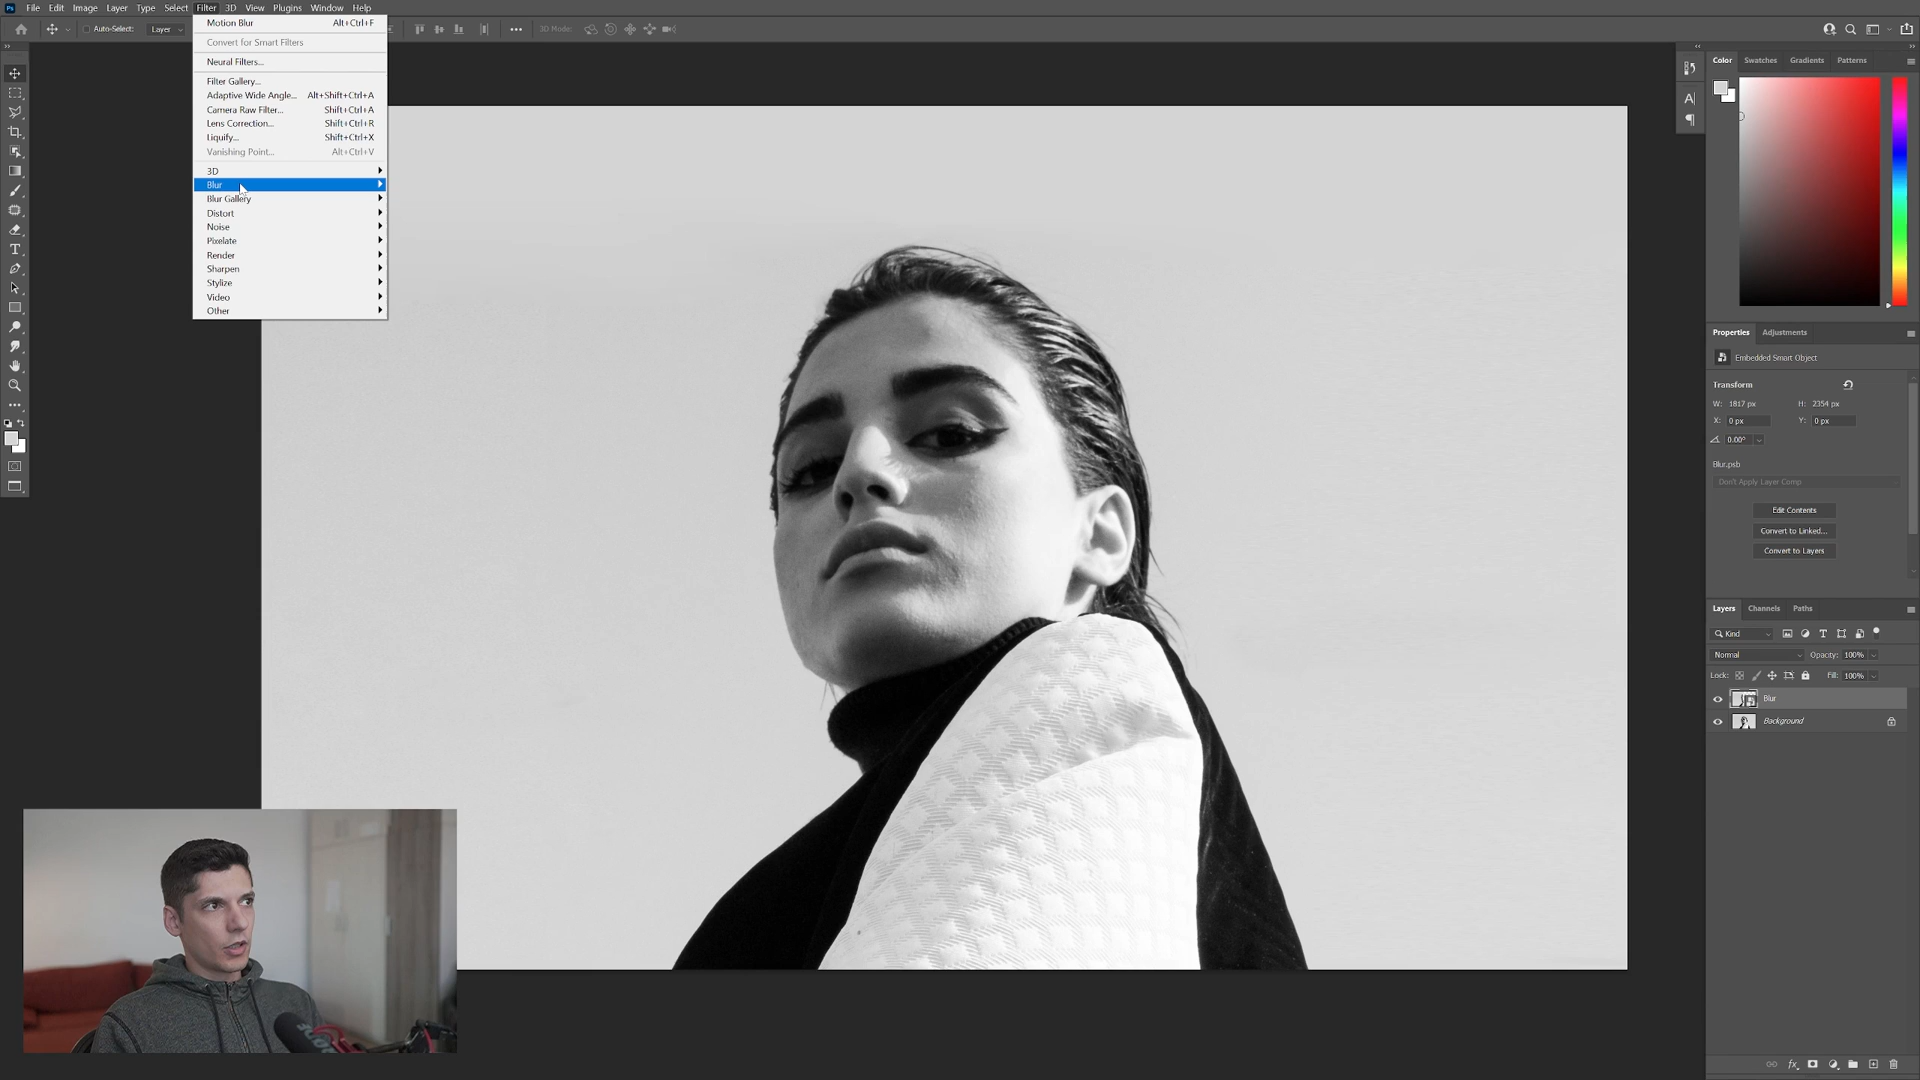 Ps File Edit Image Layer Type Select Filter 3D View Plugins Window Help
Auto-Select: Layer
3D Mode:
Motion Blur Alt+Ctrl+F
Convert for Smart Filters
Neural Filters...
Filter Gallery...
Adaptive Wide Angle... Alt+Shift+Ctrl+A
Camera Raw Filter... Shift+Ctrl+A
Lens Correction... Shift+Ctrl+R
Liquify... Shift+Ctrl+X
Vanishing Point... Alt+Ctrl+V
3D
Blur
Blur Gallery
Distort
Noise
Pixelate
Render
Sharpen
Stylize
Video
Other
Color Swatches Gradients Patterns
Properties Adjustments
Embedded Smart Object
Transform
W: 1817 px H: 2354 px
X: 0 px Y: 0 px
0.00°
Blur.psb
Don't Apply Layer Comp
Edit Contents
Convert to Linked...
Convert to Layers
Layers Channels Paths
Kind
Normal Opacity: 100%
Lock: Fill: 100%
Blur
Background